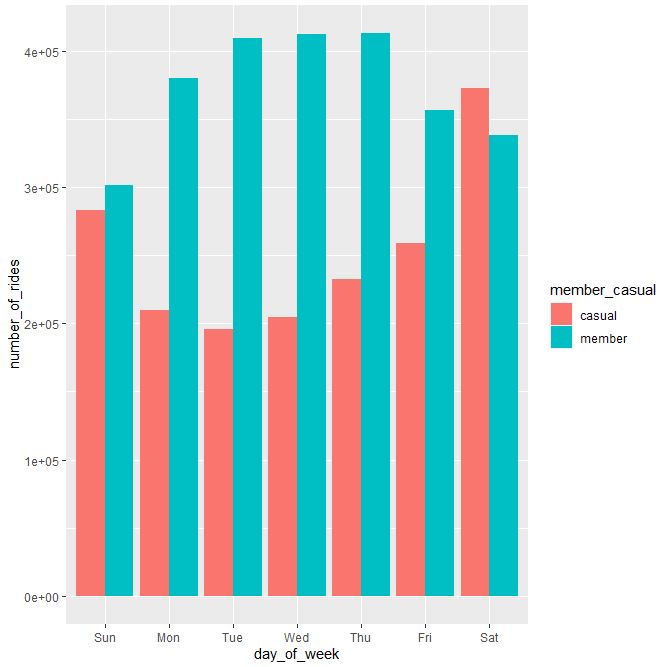 number_of_rides
4e+05
3e+05
2e+05
1e+05
0e+00
Sun Mon Tue Wed Thu Fri Sat
day_of_week
member_casual
casual
member